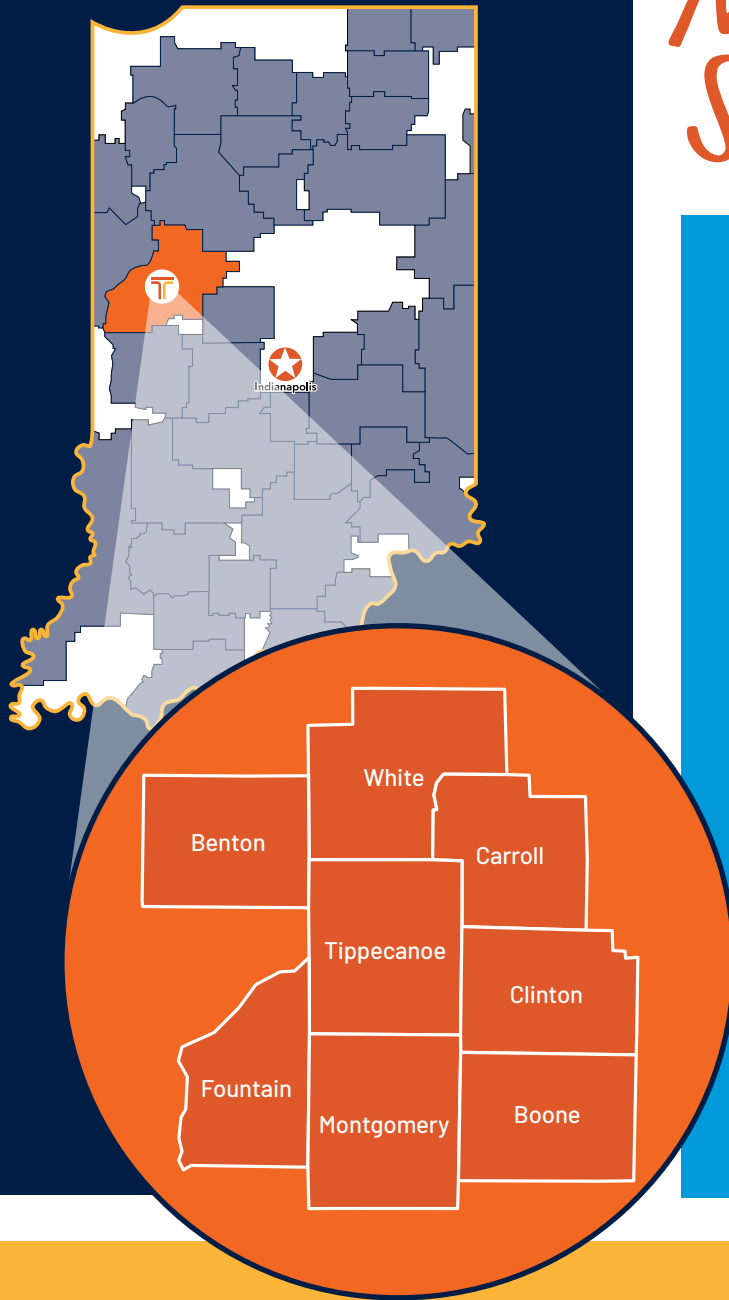 Indianapolis
White
Benton
Carroll
Tippecanoe
Clinton
Fountain
Boone
Montgomery